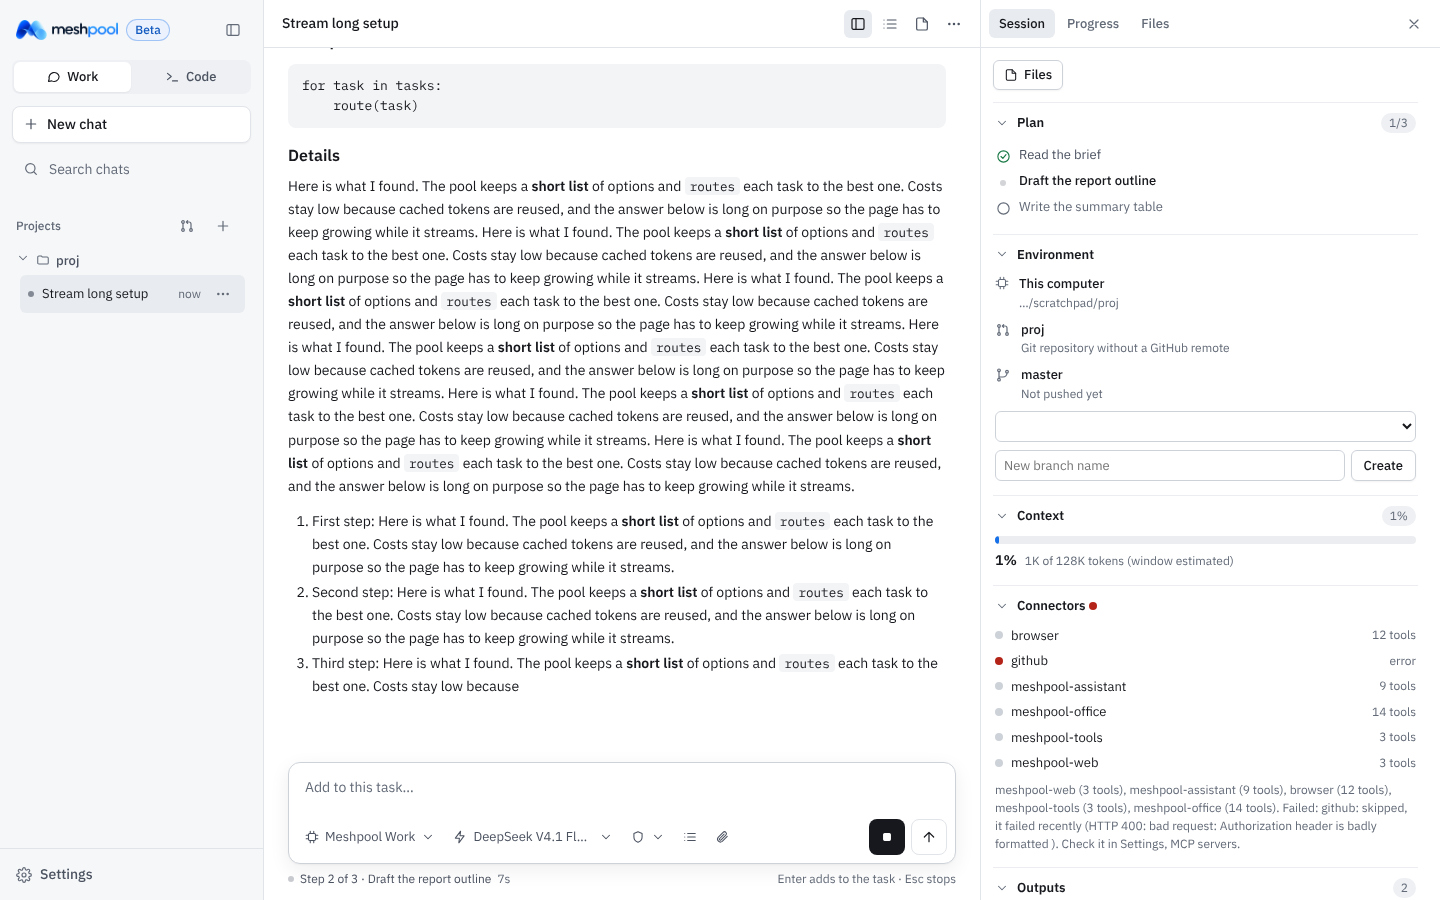 meshpool Beta
Work
Code
New chat
Search chats
Projects
proj
Stream long setup now
Settings
Stream long setup
for task in tasks:
    route(task)
Details
Here is what I found. The pool keeps a short list of options and routes each task to the best one. Costs
stay low because cached tokens are reused, and the answer below is long on purpose so the page has to
keep growing while it streams. Here is what I found. The pool keeps a short list of options and routes
each task to the best one. Costs stay low because cached tokens are reused, and the answer below is
long on purpose so the page has to keep growing while it streams. Here is what I found. The pool keeps a
short list of options and routes each task to the best one. Costs stay low because cached tokens are
reused, and the answer below is long on purpose so the page has to keep growing while it streams. Here
is what I found. The pool keeps a short list of options and routes each task to the best one. Costs stay
low because cached tokens are reused, and the answer below is long on purpose so the page has to keep
growing while it streams. Here is what I found. The pool keeps a short list of options and routes each
task to the best one. Costs stay low because cached tokens are reused, and the answer below is long on
purpose so the page has to keep growing while it streams. Here is what I found. The pool keeps a short
list of options and routes each task to the best one. Costs stay low because cached tokens are reused,
and the answer below is long on purpose so the page has to keep growing while it streams.
1. First step: Here is what I found. The pool keeps a short list of options and routes each task to the
best one. Costs stay low because cached tokens are reused, and the answer below is long on
purpose so the page has to keep growing while it streams.
2. Second step: Here is what I found. The pool keeps a short list of options and routes each task to
the best one. Costs stay low because cached tokens are reused, and the answer below is long on
purpose so the page has to keep growing while it streams.
3. Third step: Here is what I found. The pool keeps a short list of options and routes each task to the
best one. Costs stay low because
Add to this task...
Meshpool Work
DeepSeek V4.1 Fl...
Step 2 of 3 · Draft the report outline 7s
Enter adds to the task · Esc stops
Session
Progress
Files
Files
Plan 1/3
Read the brief
Draft the report outline
Write the summary table
Environment
This computer
.../scratchpad/proj
proj
Git repository without a GitHub remote
master
Not pushed yet
New branch name
Create
Context 1%
1% 1K of 128K tokens (window estimated)
Connectors
browser 12 tools
github error
meshpool-assistant 9 tools
meshpool-office 14 tools
meshpool-tools 3 tools
meshpool-web 3 tools
meshpool-web (3 tools), meshpool-assistant (9 tools), browser (12 tools),
meshpool-tools (3 tools), meshpool-office (14 tools). Failed: github: skipped,
it failed recently (HTTP 400: bad request: Authorization header is badly
formatted ). Check it in Settings, MCP servers.
Outputs 2